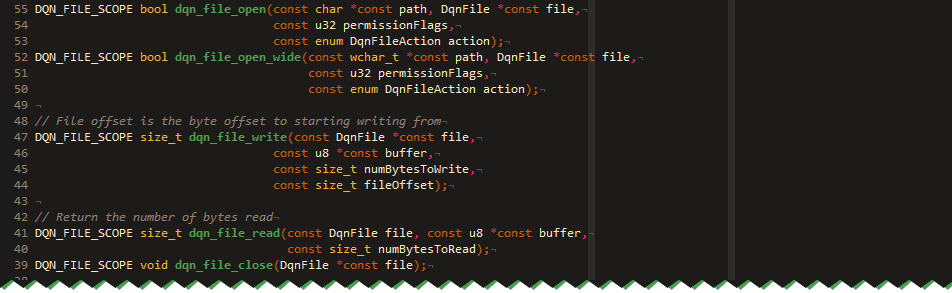 55 DQN_FILE_SCOPE bool dqn_file_open(const char *const path, DqnFile *const file,¬
54 const u32 permissionFlags,¬
53 const enum DqnFileAction action);¬
52 DQN_FILE_SCOPE bool dqn_file_open_wide(const wchar_t *const path, DqnFile *const file,¬
51 const u32 permissionFlags,¬
50 const enum DqnFileAction action);¬
49 ¬
48 // File offset is the byte offset to starting writing from¬
47 DQN_FILE_SCOPE size_t dqn_file_write(const DqnFile *const file,¬
46 const u8 *const buffer,¬
45 const size_t numBytesToWrite,¬
44 const size_t fileOffset);¬
43 ¬
42 // Return the number of bytes read¬
41 DQN_FILE_SCOPE size_t dqn_file_read(const DqnFile file, const u8 *const buffer,¬
40 const size_t numBytesToRead);¬
39 DQN_FILE_SCOPE void dqn_file_close(DqnFile *const file);¬